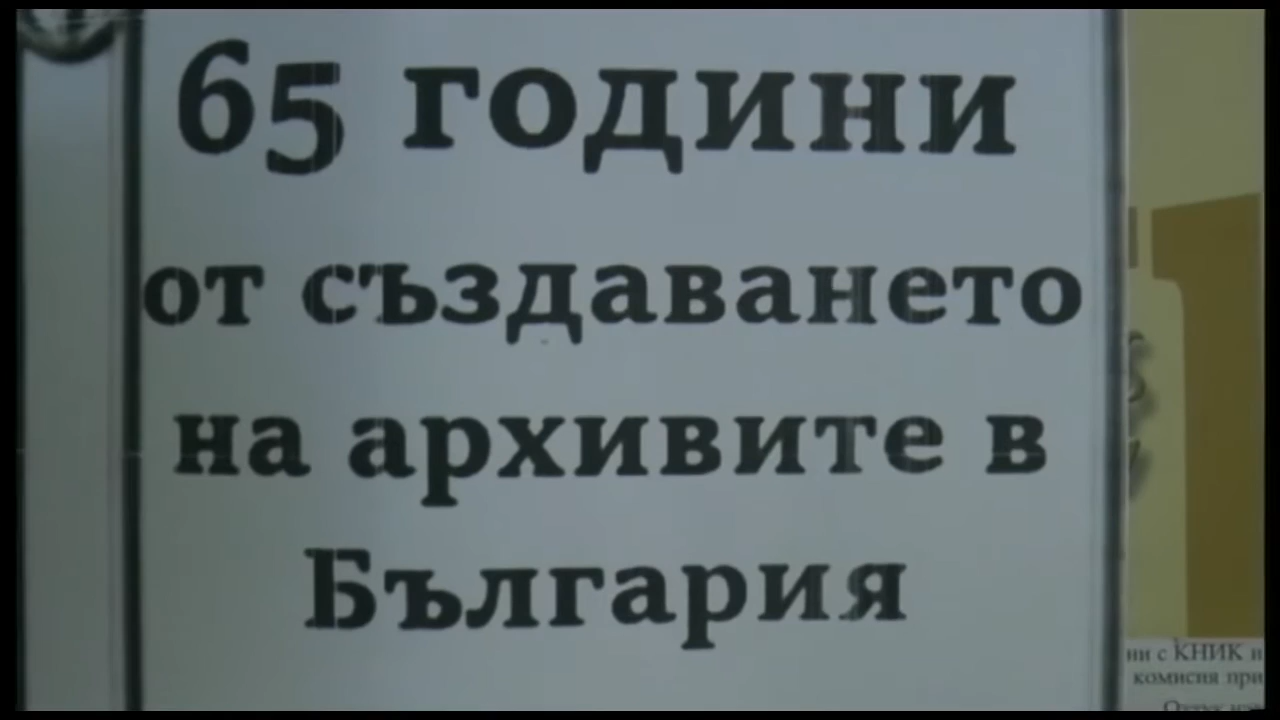 65 години
от създаването
на архивите в
България
ни с КНИК и
комисия при